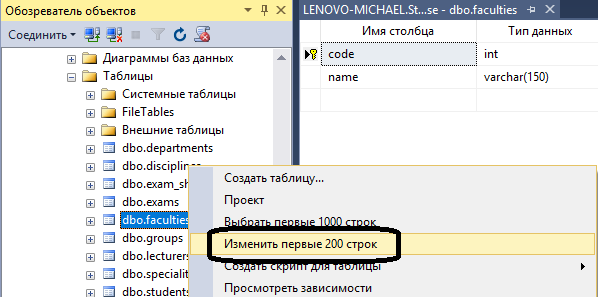 Обозреватель объектов
Соединить
Диаграммы баз данных
Таблицы
Системные таблицы
FileTables
Внешние таблицы
dbo.departments
dbo.disciplines
dbo.exam_sh
dbo.exams
dbo.faculties
dbo.groups
dbo.lecturers
dbo.speciali
dbo.students
LENOVO-MICHAEL.St...se - dbo.faculties
Имя столбца Тип данных
code int
name varchar(150)
Создать таблицу...
Проект
Выбрать первые 1000 строк
Изменить первые 200 строк
Создать скрипт для таблицы
Просмотреть зависимости